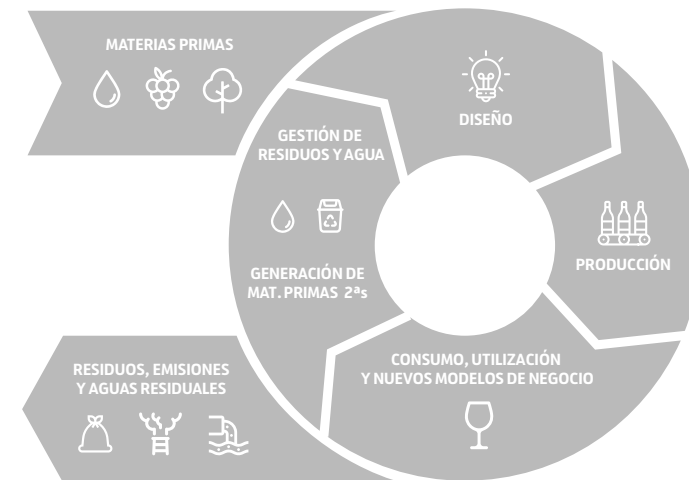 MATERIAS PRIMAS
DISEÑO
GESTIÓN DE
RESIDUOS Y AGUA
PRODUCCIÓN
GENERACIÓN DE
MAT. PRIMAS 2ªs
CONSUMO, UTILIZACIÓN
Y NUEVOS MODELOS DE NEGOCIO
RESIDUOS, EMISIONES
Y AGUAS RESIDUALES